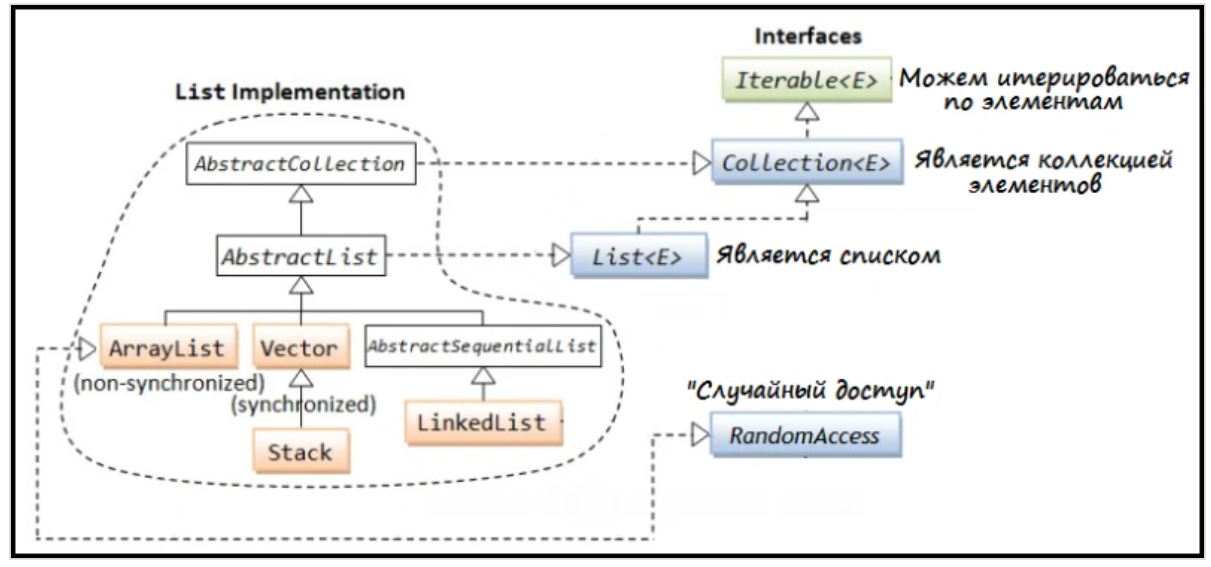 Interfaces
Iterable<E>
Можем итерироваться
по элементам
List Implementation
AbstractCollection
Collection<E>
Является коллекцией
элементов
AbstractList
List<E>
Является списком
ArrayList
Vector
AbstractSequentialList
(non-synchronized)
(synchronized)
"Случайный доступ"
LinkedList
RandomAccess
Stack